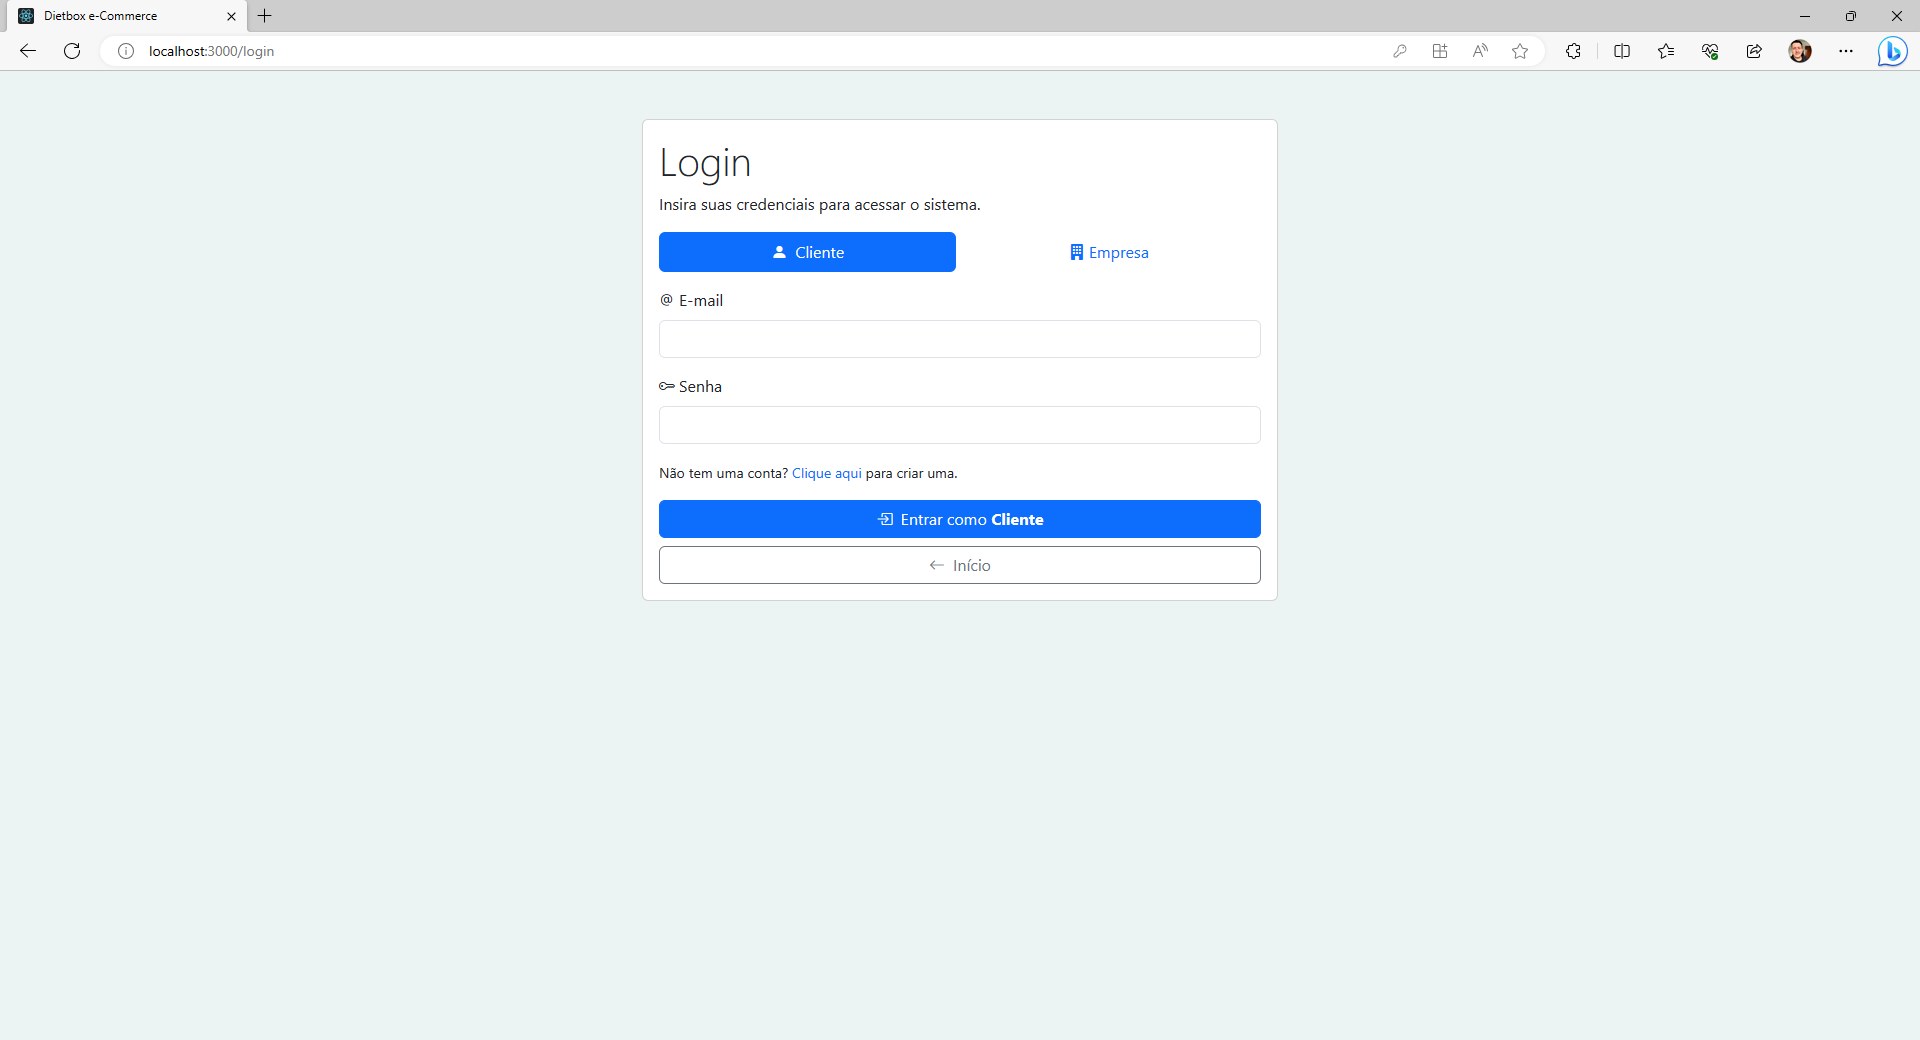 Dietbox e-Commerce
localhost:3000/login
Login
Insira suas credenciais para acessar o sistema.
Cliente
Empresa
@ E-mail
Senha
Não tem uma conta? Clique aqui para criar uma.
Entrar como Cliente
← Início